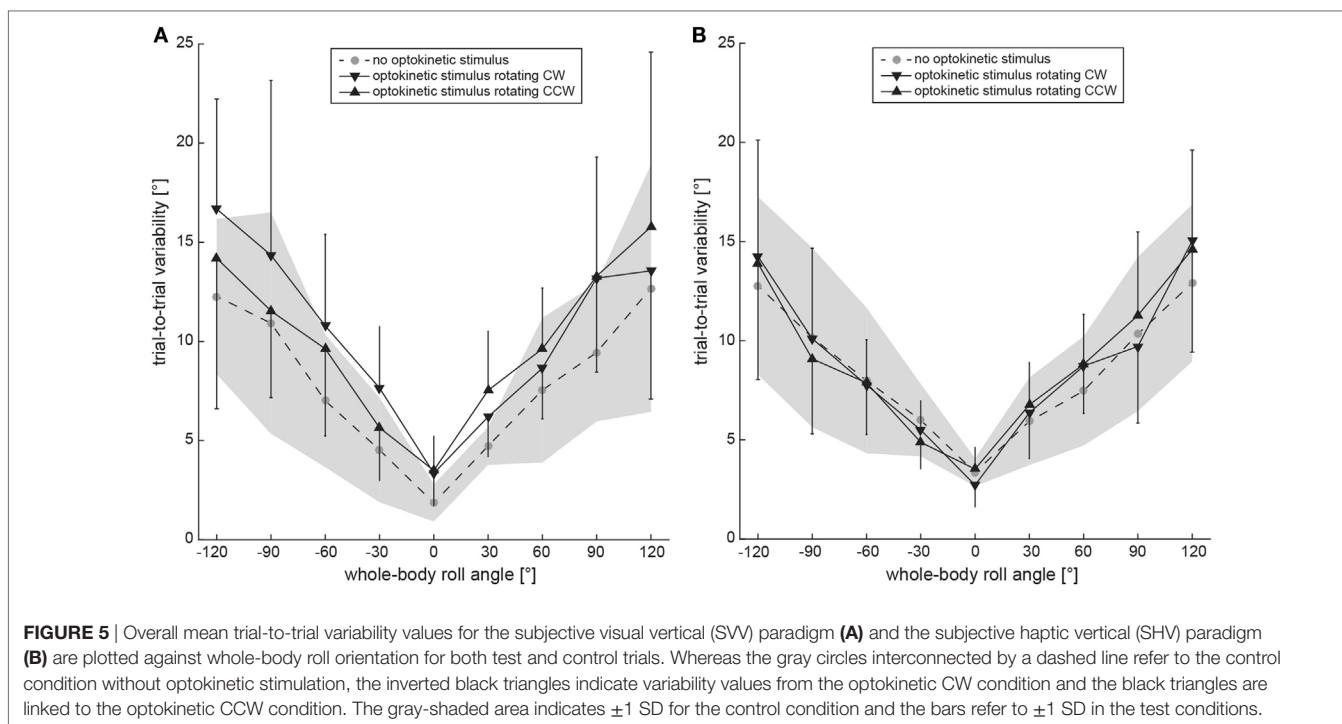 A
25
no optokinetic stimulus
optokinetic stimulus rotating CW
optokinetic stimulus rotating CCW
20
15
10
5
0
trial-to-trial variability [°]
-120 -90 -60 -30 0 30 60 90 120
whole-body roll angle [°]
B
25
no optokinetic stimulus
optokinetic stimulus rotating CW
optokinetic stimulus rotating CCW
20
15
10
5
0
trial-to-trial variability [°]
-120 -90 -60 -30 0 30 60 90 120
whole-body roll angle [°]
FIGURE 5 | Overall mean trial-to-trial variability values for the subjective visual vertical (SVV) paradigm (A) and the subjective haptic vertical (SHV) paradigm
(B) are plotted against whole-body roll orientation for both test and control trials. Whereas the gray circles interconnected by a dashed line refer to the control
condition without optokinetic stimulation, the inverted black triangles indicate variability values from the optokinetic CW condition and the black triangles are
linked to the optokinetic CCW condition. The gray-shaded area indicates ±1 SD for the control condition and the bars refer to ±1 SD in the test conditions.